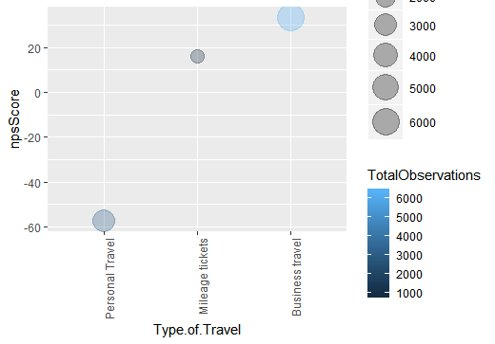 20
0
-20
-40
-60
npsScore
Personal Travel
Mileage tickets
Business travel
Type.of.Travel
3000
4000
5000
6000
TotalObservations
6000
5000
4000
3000
2000
1000